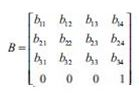 B = [ b₁₁ b₁₂ b₁₃ b₁₄
b₂₁ b₂₂ b₂₃ b₂₄
b₃₁ b₃₂ b₃₃ b₃₄
0 0 0 1 ]